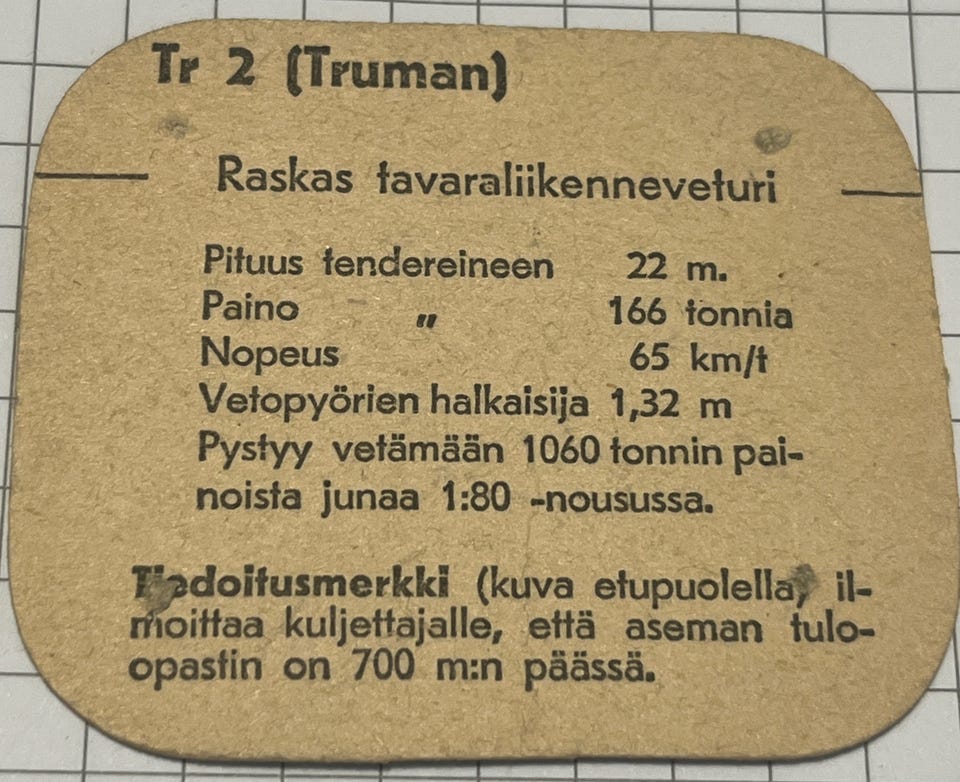 Tr 2 (Truman)
Raskas tavaraliikenneveturi
Pituus tendereineen 22 m.
Paino " 166 tonnia
Nopeus 65 km/t
Vetopyörien halkaisija 1,32 m
Pystyy vetämään 1060 tonnin pai-
noista junaa 1:80 -nousussa.
Tiedoitusmerkki (kuva etupuolella) il-
moittaa kuljettajalle, että aseman tulo-
opastin on 700 m:n päässä.